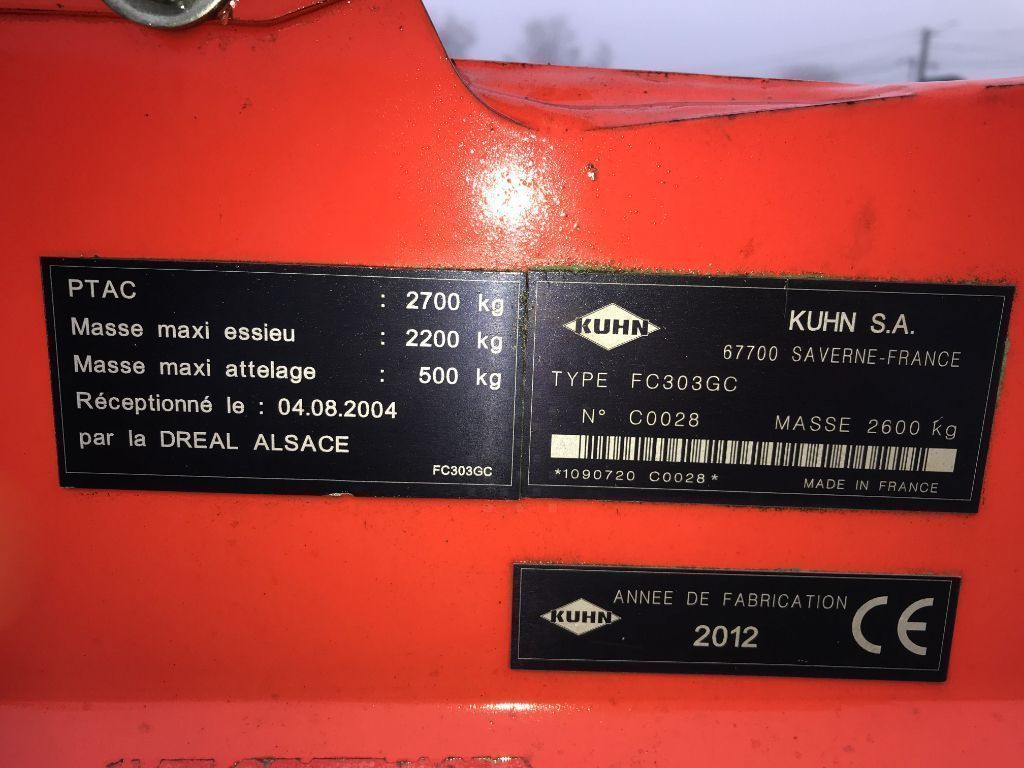 PTAC : 2700 kg
Masse maxi essieu : 2200 kg
Masse maxi attelage : 500 kg
Réceptionné le : 04.08.2004
par la DREAL ALSACE
FC303GC
KUHN
KUHN S.A.
67700 SAVERNE-FRANCE
TYPE FC303GC
N° C0028 MASSE 2600 kg
*1090720 C0028*
MADE IN FRANCE
KUHN
ANNEE DE FABRICATION
2012
CE